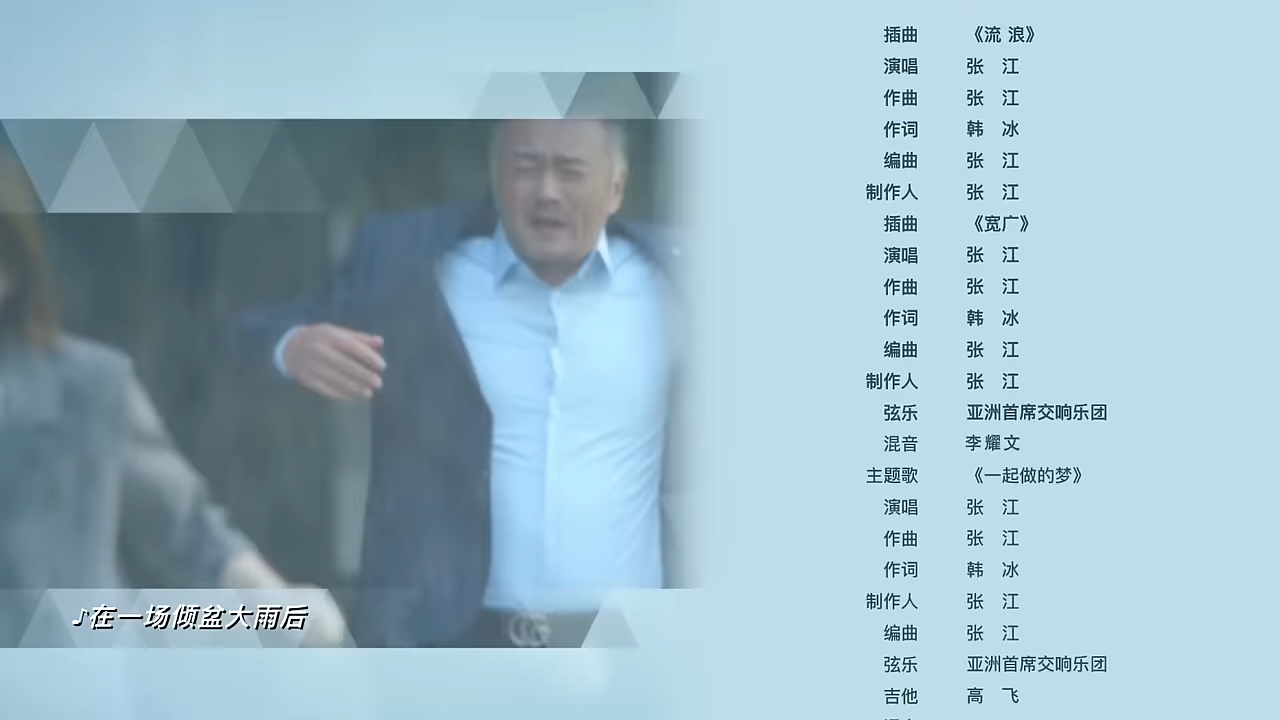 插曲 《流 浪》
演唱 张 江
作曲 张 江
作词 韩 冰
编曲 张 江
制作人 张 江
插曲 《宽广》
演唱 张 江
作曲 张 江
作词 韩 冰
编曲 张 江
制作人 张 江
弦乐 亚洲首席交响乐团
混音 李耀文
主题歌 《一起做的梦》
演唱 张 江
作曲 张 江
作词 韩 冰
制作人 张 江
编曲 张 江
弦乐 亚洲首席交响乐团
吉他 高 飞
♪在一场倾盆大雨后